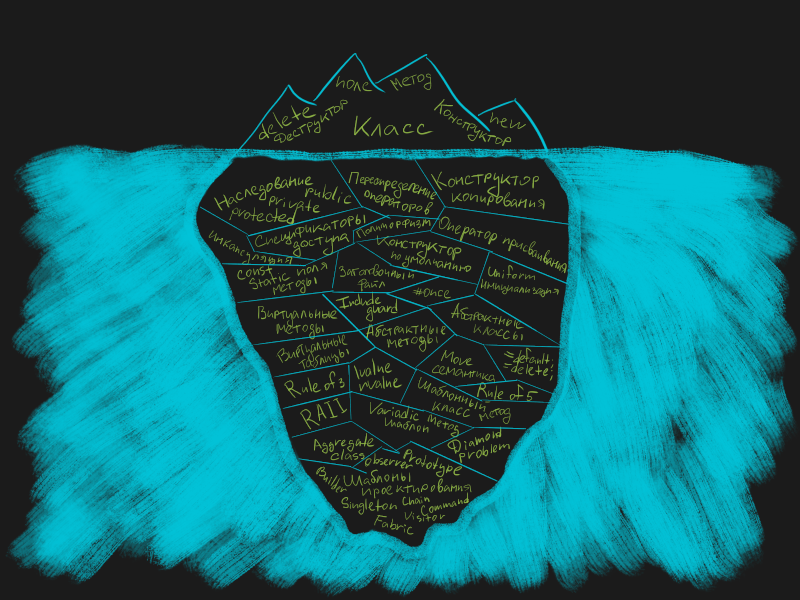 поле
метод
delete
Деструктор
Класс
Конструктор
new
Наследование
public
private
protected
Переопределение
операторов
Конструктор
копирования
инкапсуляция
Спецификаторы
доступа
Полиморфизм
Конструктор
по умолчанию
Оператор присваивания
const
static поля
методы
Заголовочный
файл
#once
Uniform
инициализация
Виртуальные
методы
Include
guard
Абстрактные
методы
Абстрактные
классы
Виртуальные
таблицы
Move
семантика
=default;
=delete;
Rule of 3
lvalue
rvalue
Шаблонный
класс метод
Rule of 5
RAII
Variadic метод
шаблон
Aggregate
class
observer
Prototype
Diamond
problem
Builder
Шаблоны
проектирования
Singleton
Chain
Command
Visitor
Fabric